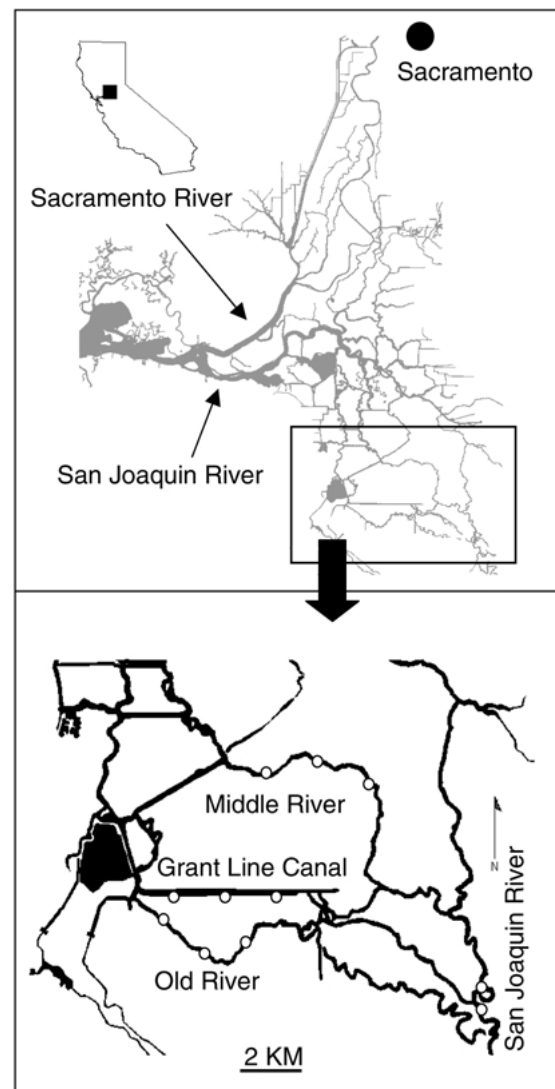 Sacramento
Sacramento River
San Joaquin River
Middle River
Grant Line Canal
N
Old River
San Joaquin River
2 KM